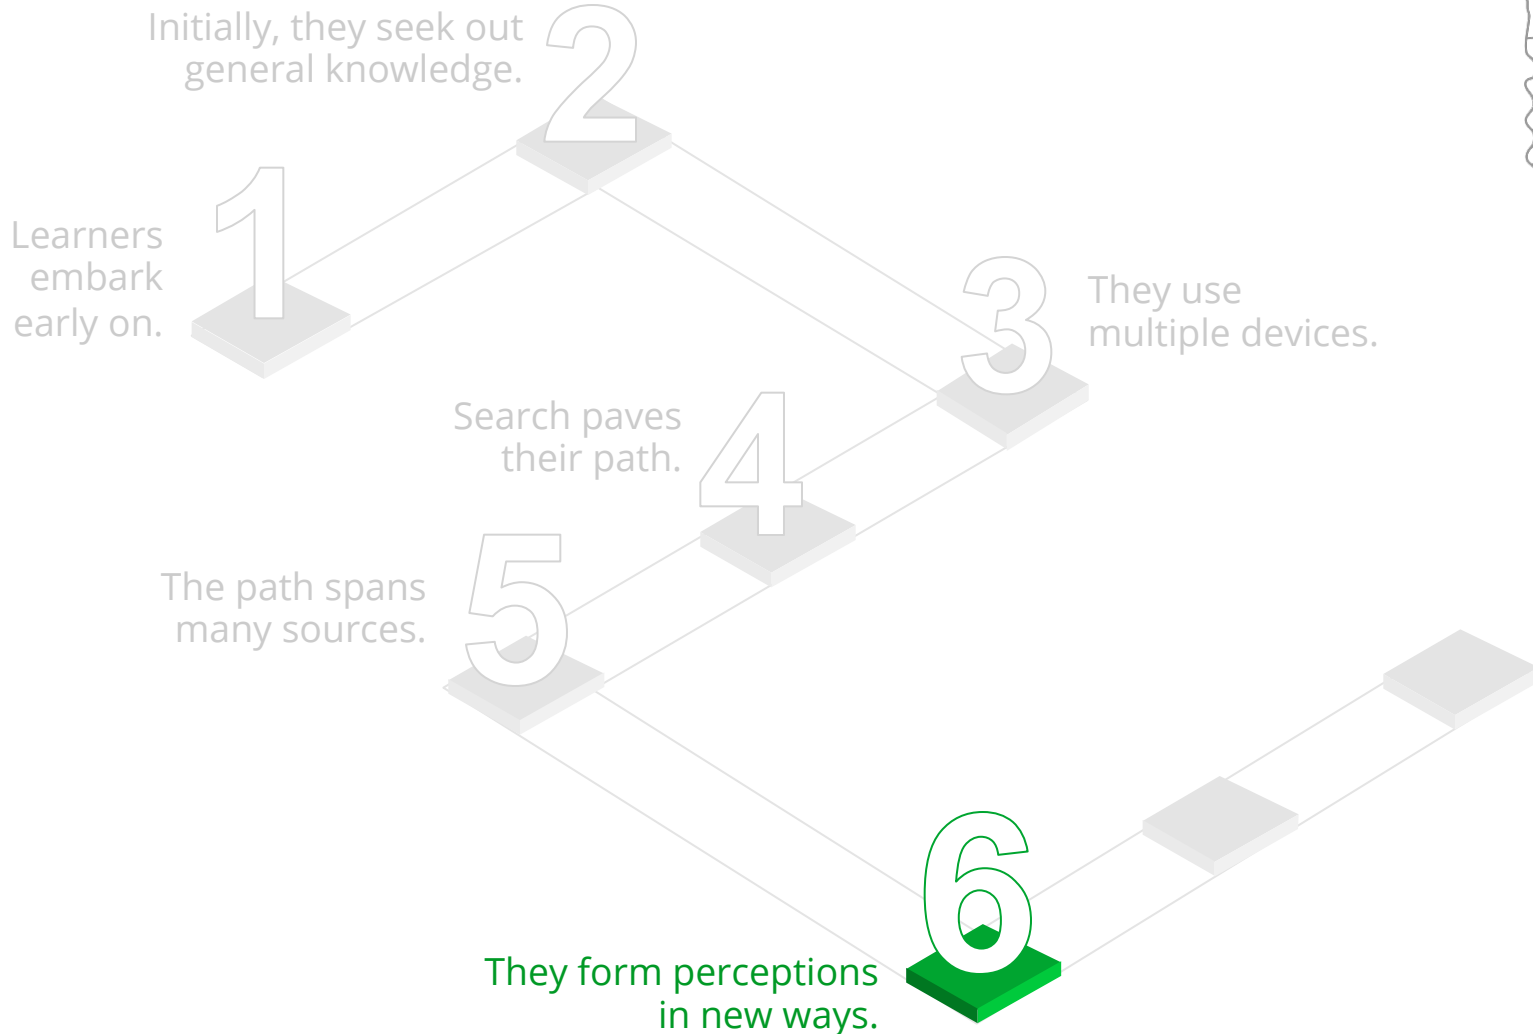 Initially, they seek out
general knowledge.
2
1
Learners
embark
early on.
3
They use
multiple devices.
Search paves
their path.
4
5
The path spans
many sources.
6
They form perceptions
in new ways.